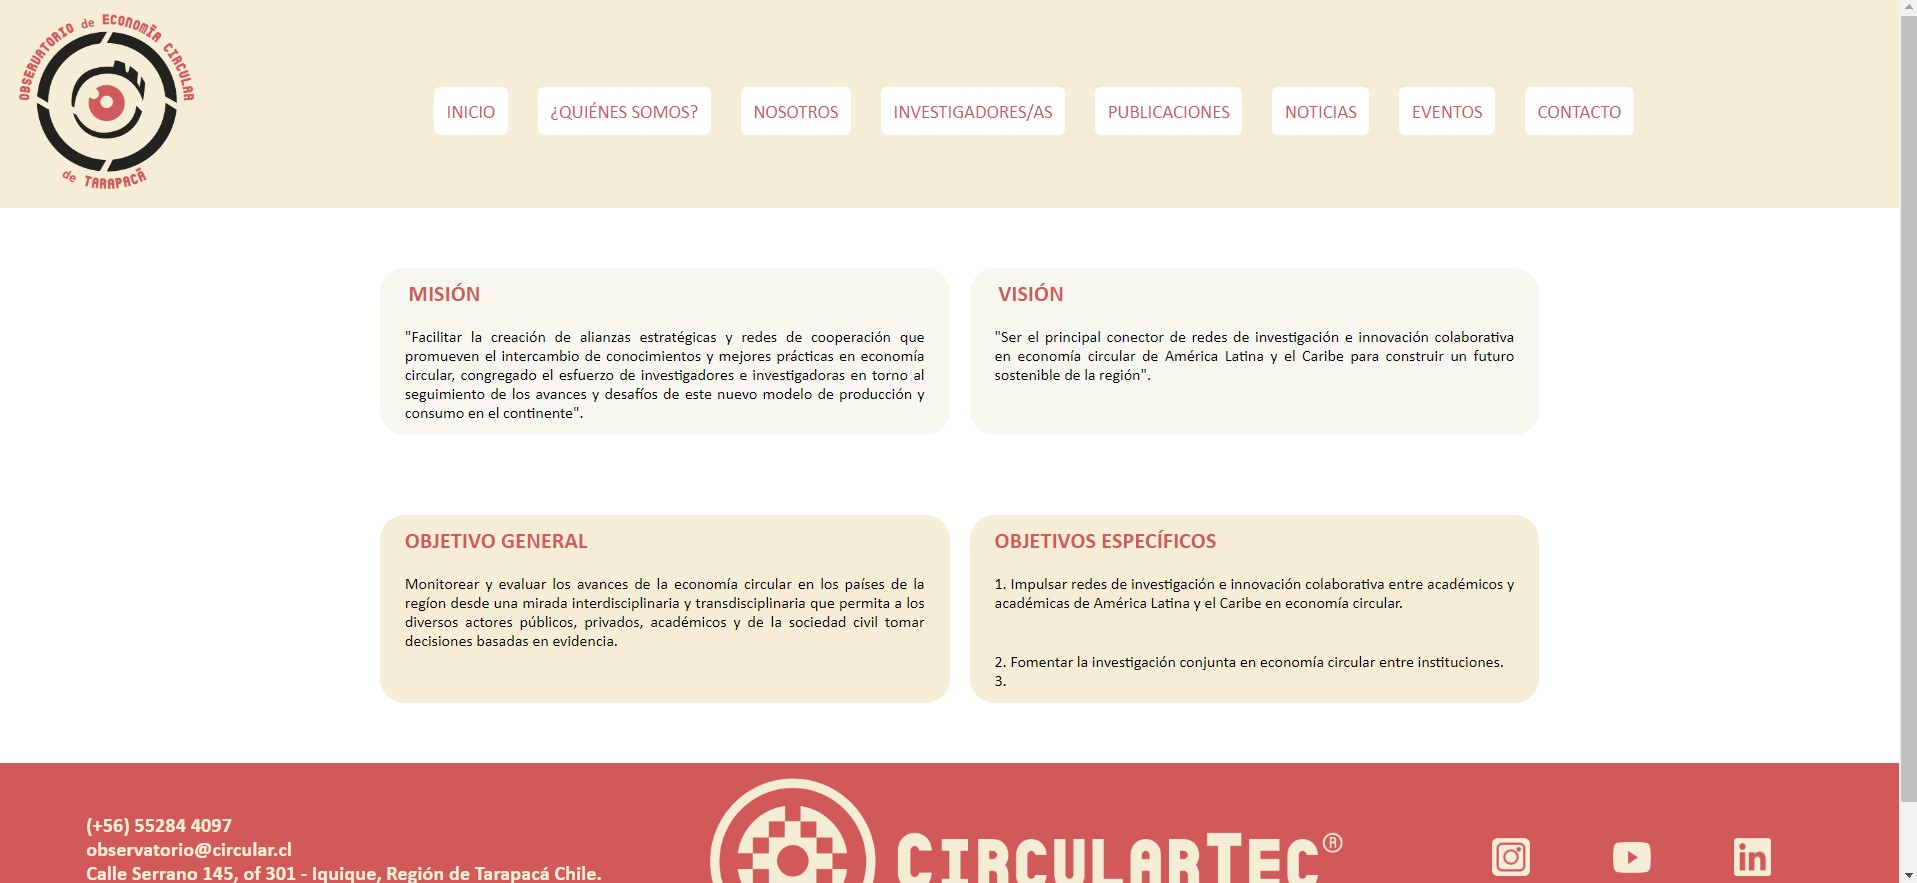 OBSERVATORIO de ECONOMÍA CIRCULAR
de TARAPACÁ
INICIO
¿QUIÉNES SOMOS?
NOSOTROS
INVESTIGADORES/AS
PUBLICACIONES
NOTICIAS
EVENTOS
CONTACTO
MISIÓN
"Facilitar la creación de alianzas estratégicas y redes de cooperación que
promueven el intercambio de conocimientos y mejores prácticas en economía
circular, congregado el esfuerzo de investigadores e investigadoras en torno al
seguimiento de los avances y desafíos de este nuevo modelo de producción y
consumo en el continente".
VISIÓN
"Ser el principal conector de redes de investigación e innovación colaborativa
en economía circular de América Latina y el Caribe para construir un futuro
sostenible de la región".
OBJETIVO GENERAL
Monitorear y evaluar los avances de la economía circular en los países de la
regíon desde una mirada interdisciplinaria y transdisciplinaria que permita a los
diversos actores públicos, privados, académicos y de la sociedad civil tomar
decisiones basadas en evidencia.
OBJETIVOS ESPECÍFICOS
1. Impulsar redes de investigación e innovación colaborativa entre académicos y
académicas de América Latina y el Caribe en economía circular.
2. Fomentar la investigación conjunta en economía circular entre instituciones.
3.
(+56) 55284 4097
observatorio@circular.cl
Calle Serrano 145, of 301 - Iquique, Región de Tarapacá Chile.
CIRCULARTEC®
in